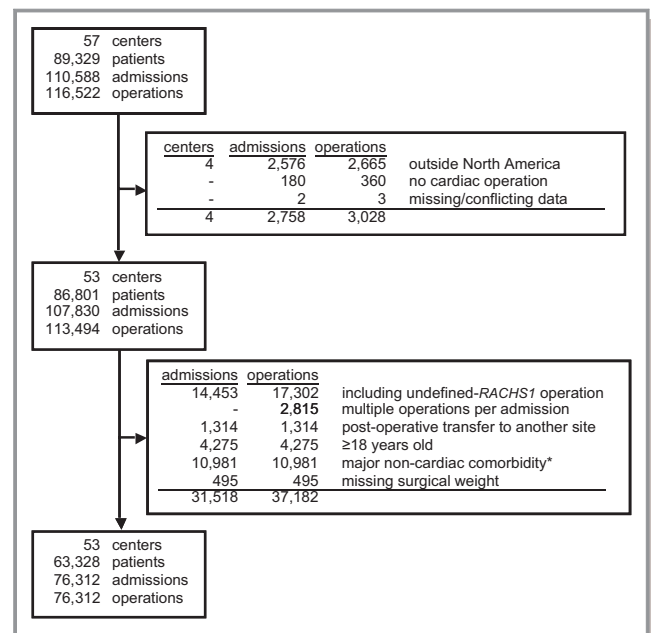 57 centers
89,329 patients
110,588 admissions
116,522 operations
centers admissions operations
4 2,576 2,665 outside North America
- 180 360 no cardiac operation
- 2 3 missing/conflicting data
4 2,758 3,028
53 centers
86,801 patients
107,830 admissions
113,494 operations
admissions operations
14,453 17,302 including undefined-RACHS1 operation
- 2,815 multiple operations per admission
1,314 1,314 post-operative transfer to another site
4,275 4,275 ≥18 years old
10,981 10,981 major non-cardiac comorbidity*
495 495 missing surgical weight
31,518 37,182
53 centers
63,328 patients
76,312 admissions
76,312 operations